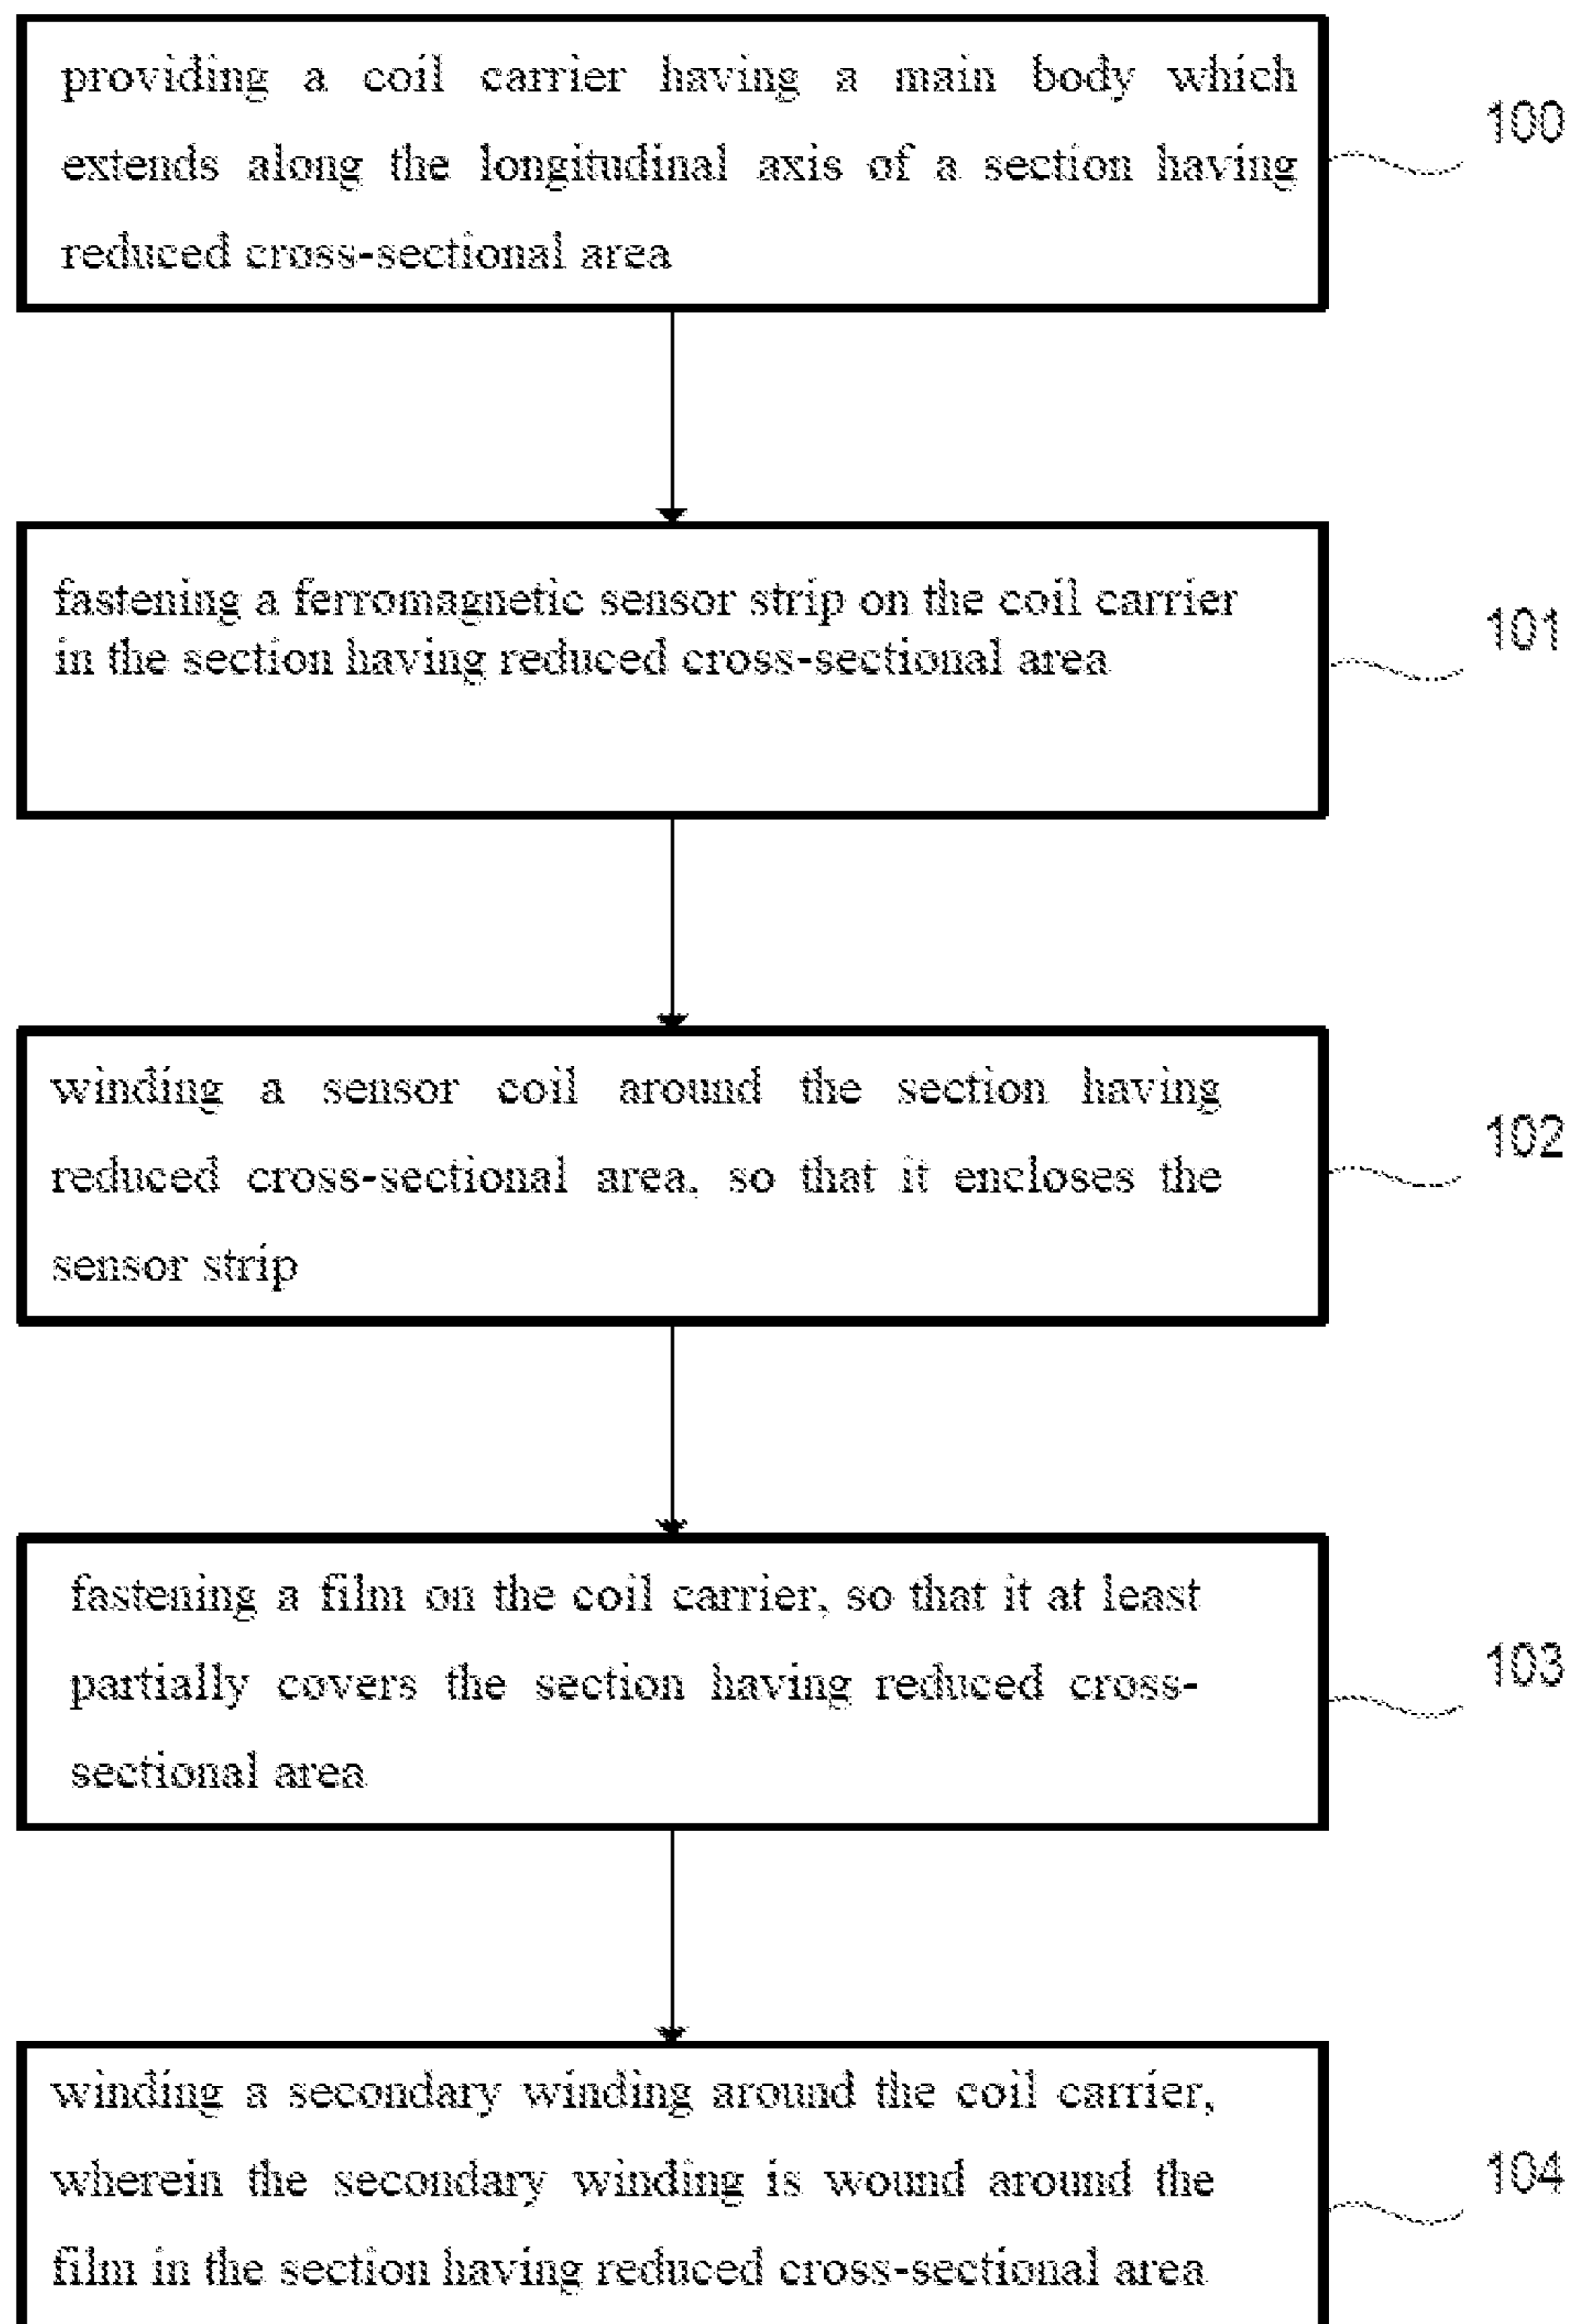 providing a coil carrier having a main body which
extends along the longitudinal axis of a section having
reduced cross-sectional area
100
fastening a ferromagnetic sensor strip on the coil carrier
in the section having reduced cross-sectional area
101
winding a sensor coil around the section having
reduced cross-sectional area, so that it encloses the
sensor strip
102
fastening a film on the coil carrier, so that it at least
partially covers the section having reduced cross-
sectional area
103
winding a secondary winding around the coil carrier,
wherein the secondary winding is wound around the
film in the section having reduced cross-sectional area
104